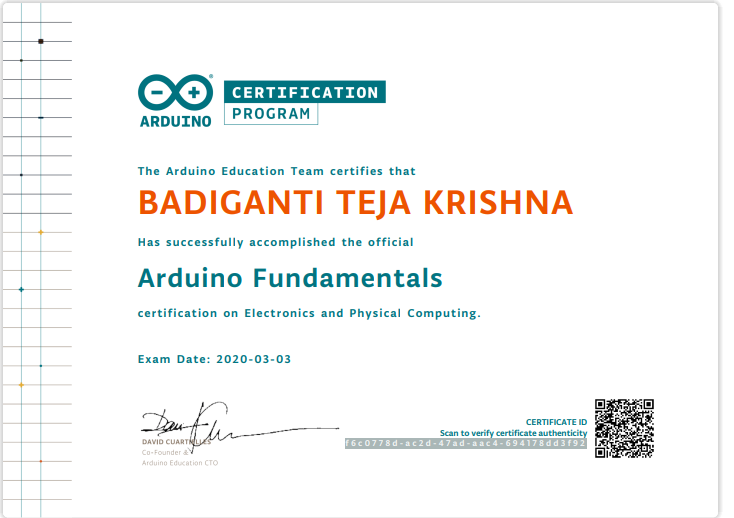 ARDUINO
CERTIFICATION
PROGRAM
The Arduino Education Team certifies that
BADIGANTI TEJA KRISHNA
Has successfully accomplished the official
Arduino Fundamentals
certification on Electronics and Physical Computing.
Exam Date: 2020-03-03
DAVID CUARTIELLES
Co-Founder &
Arduino Education CTO
CERTIFICATE ID
Scan to verify certificate authenticity
f6c0778d-ac2d-47ad-aac4-694178dd3f92